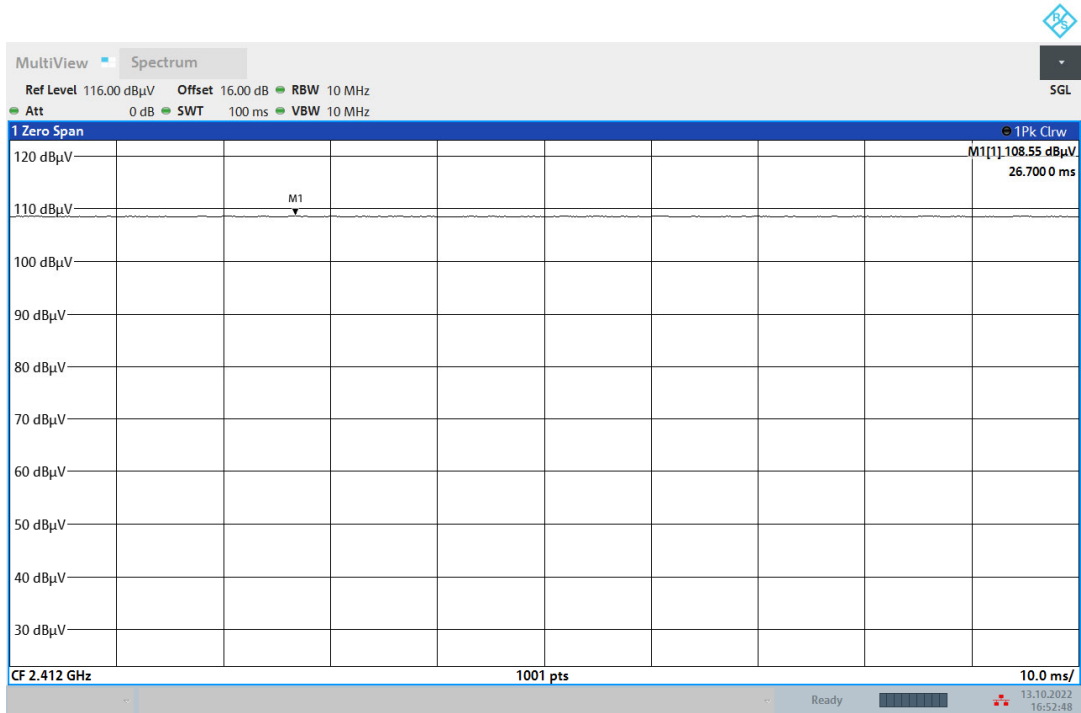 R S
MultiView Spectrum
Ref Level 116.00 dBµV Offset 16.00 dB RBW 10 MHz SGL
Att 0 dB SWT 100 ms VBW 10 MHz
1 Zero Span 1Pk Clrw
120 dBµV M1[1] 108.55 dBµV
26.700 0 ms
M1
110 dBµV
100 dBµV
90 dBµV
80 dBµV
70 dBµV
60 dBµV
50 dBµV
40 dBµV
30 dBµV
CF 2.412 GHz 1001 pts 10.0 ms/
Ready 13.10.2022
16:52:48